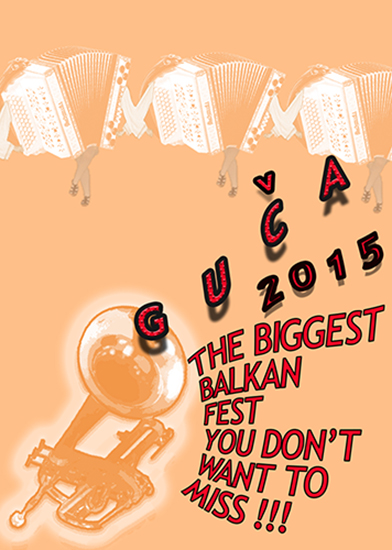 GUČA
2015
THE BIGGEST
BALKAN
FEST
YOU DON'T
WANT TO
MISS !!!